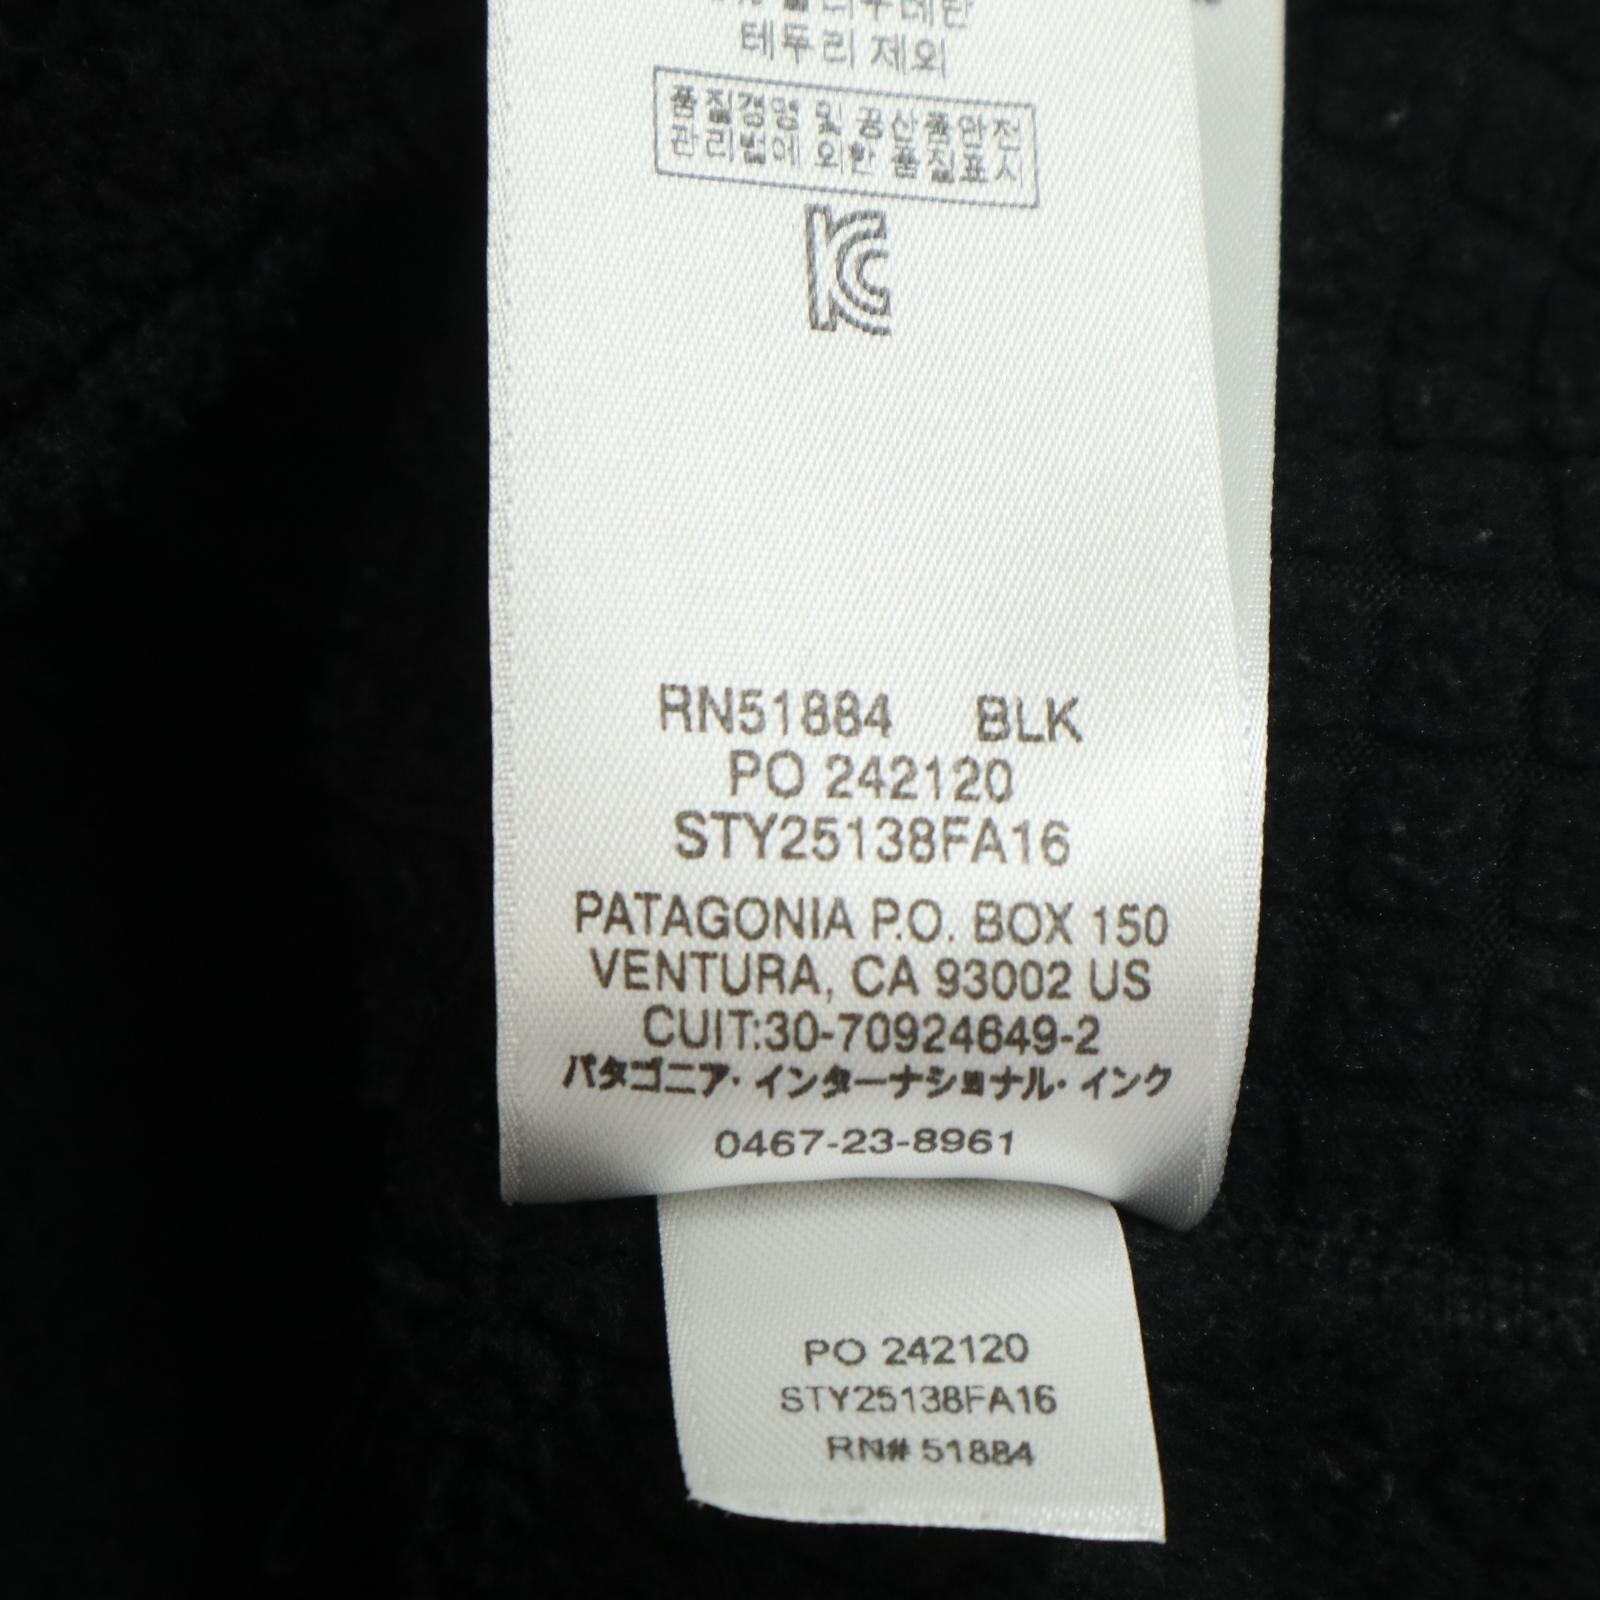 테두리 제외
품질경영 및 공산품안전
관리법에 의한 품질표시
RN51884 BLK
PO 242120
STY25138FA16
PATAGONIA P.O. BOX 150
VENTURA, CA 93002 US
CUIT:30-70924649-2
パタゴニア・インターナショナル・インク
0467-23-8961
PO 242120
STY25138FA16
RN# 51884